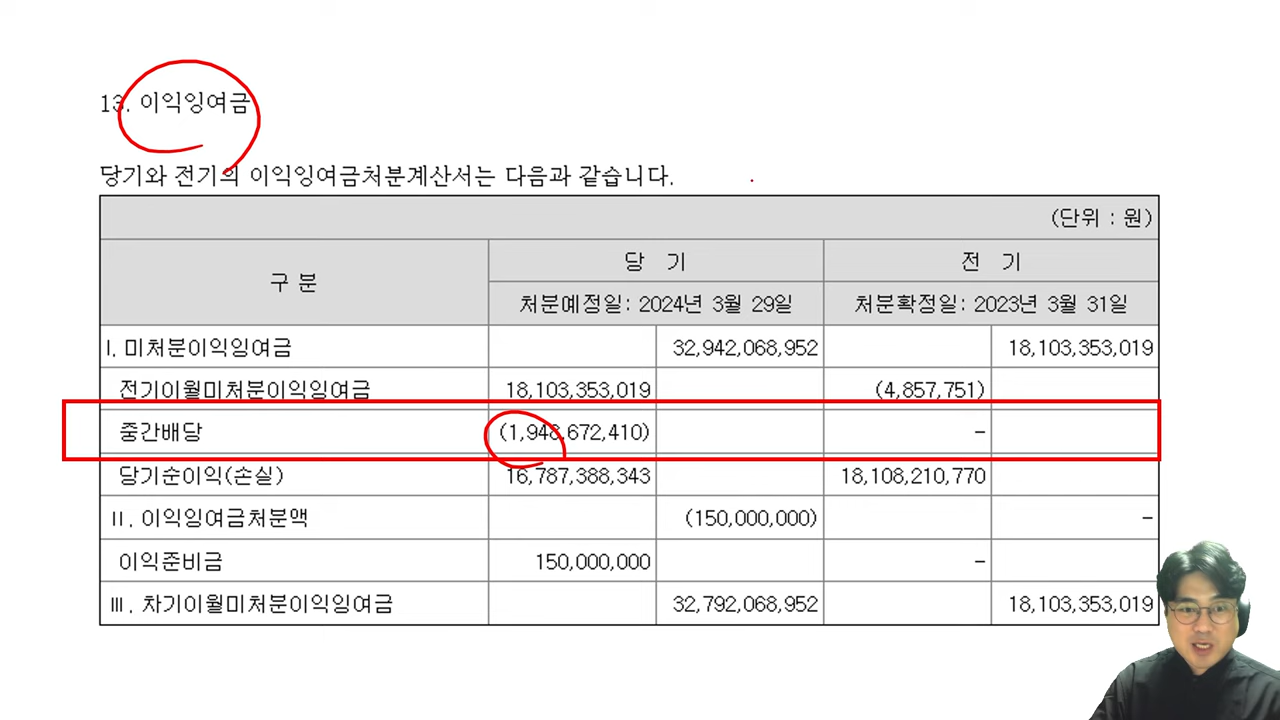 13. 이익잉여금
당기와 전기의 이익잉여금처분계산서는 다음과 같습니다.
(단위 : 원)
구 분 당 기 전 기
처분예정일: 2024년 3월 29일 처분확정일: 2023년 3월 31일
I. 미처분이익잉여금 32,942,068,952 18,103,353,019
전기이월미처분이익잉여금 18,103,353,019 (4,857,751)
중간배당 (1,948,672,410) -
당기순이익(손실) 16,787,388,343 18,108,210,770
II. 이익잉여금처분액 (150,000,000) -
이익준비금 150,000,000 -
III. 차기이월미처분이익잉여금 32,792,068,952 18,103,353,019